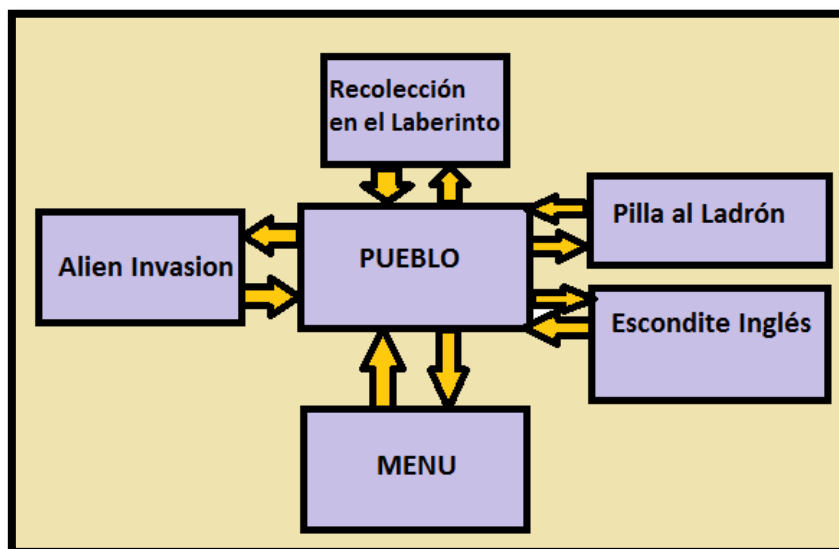 Recolección
en el Laberinto
Pilla al Ladrón
Alien Invasion
PUEBLO
Escondite Inglés
MENU